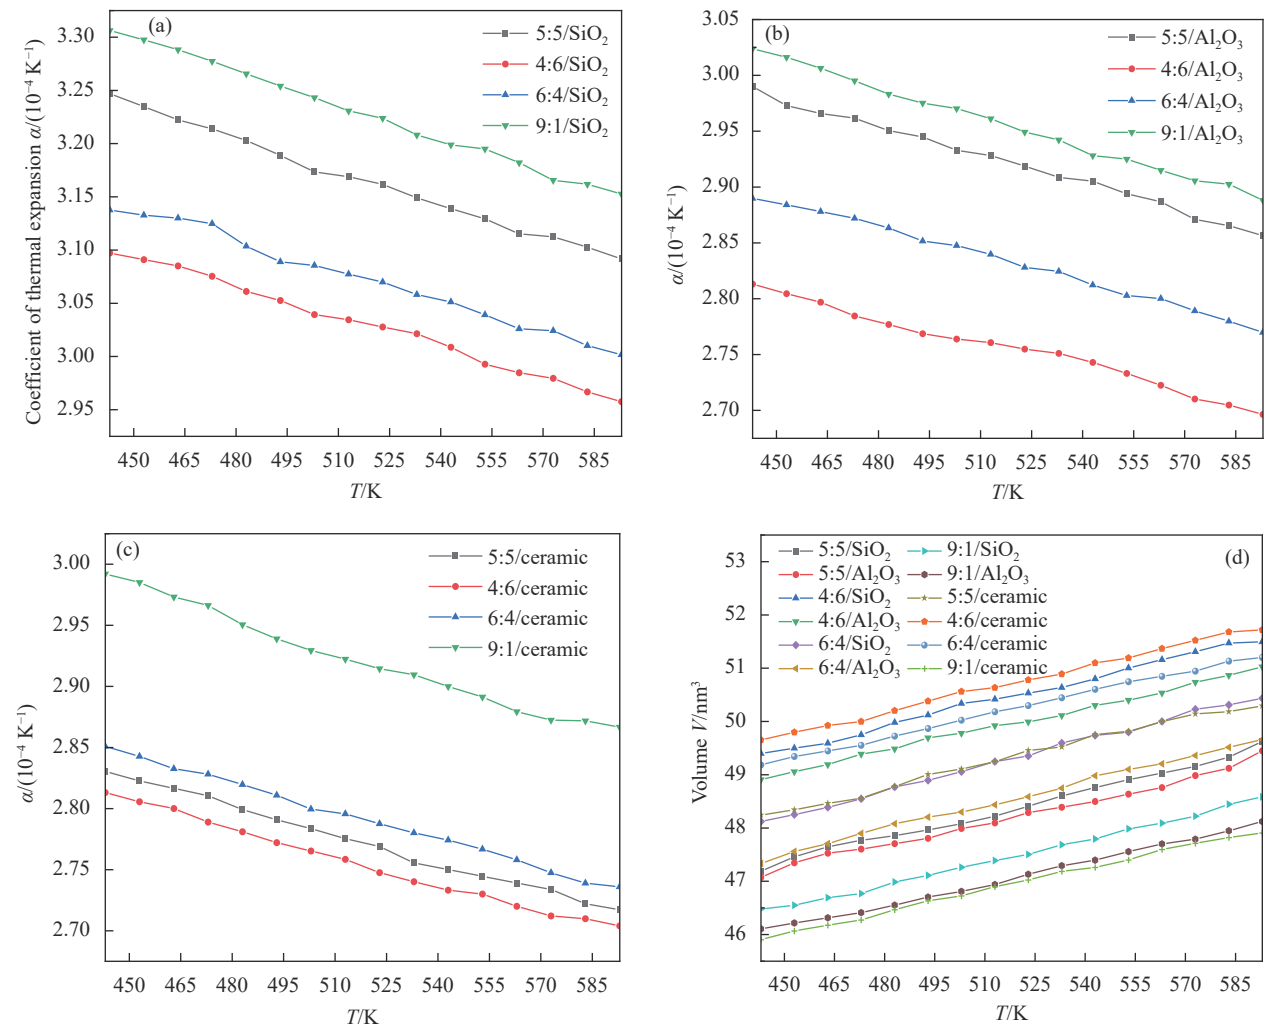 (a)
5:5/SiO₂
4:6/SiO₂
6:4/SiO₂
9:1/SiO₂
3.30
3.25
3.20
3.15
3.10
3.05
3.00
2.95
Coefficient of thermal expansion α/(10⁻⁴ K⁻¹)
450 465 480 495 510 525 540 555 570 585
T/K
(b)
5:5/Al₂O₃
4:6/Al₂O₃
6:4/Al₂O₃
9:1/Al₂O₃
3.05
3.00
2.95
2.90
2.85
2.80
2.75
2.70
α/(10⁻⁴ K⁻¹)
450 465 480 495 510 525 540 555 570 585
T/K
(c)
5:5/ceramic
4:6/ceramic
6:4/ceramic
9:1/ceramic
3.00
2.95
2.90
2.85
2.80
2.75
2.70
α/(10⁻⁴ K⁻¹)
450 465 480 495 510 525 540 555 570 585
T/K
(d)
5:5/SiO₂ 9:1/SiO₂
5:5/Al₂O₃ 9:1/Al₂O₃
4:6/SiO₂ 5:5/ceramic
4:6/Al₂O₃ 4:6/ceramic
6:4/SiO₂ 6:4/ceramic
6:4/Al₂O₃ 9:1/ceramic
53
52
51
50
49
48
47
46
Volume V/nm³
450 465 480 495 510 525 540 555 570 585
T/K